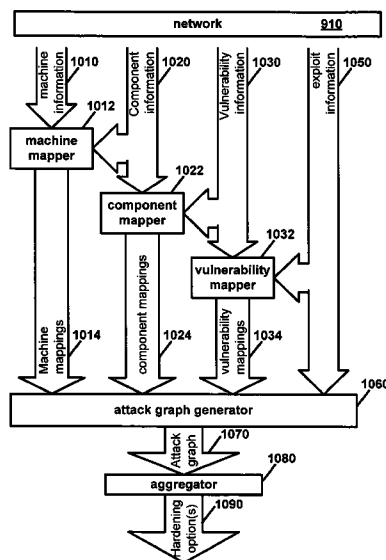 network 910
machine information
1010
Component information
1020
Vulnerability information
1030
exploit information
1050
1012
machine mapper
1022
component mapper
1032
vulnerability mapper
Machine mappings
1014
component mappings
1024
vulnerability mappings
1034
1060
attack graph generator
Attack graph
1070
1080
aggregator
Hardening option(s)
1090